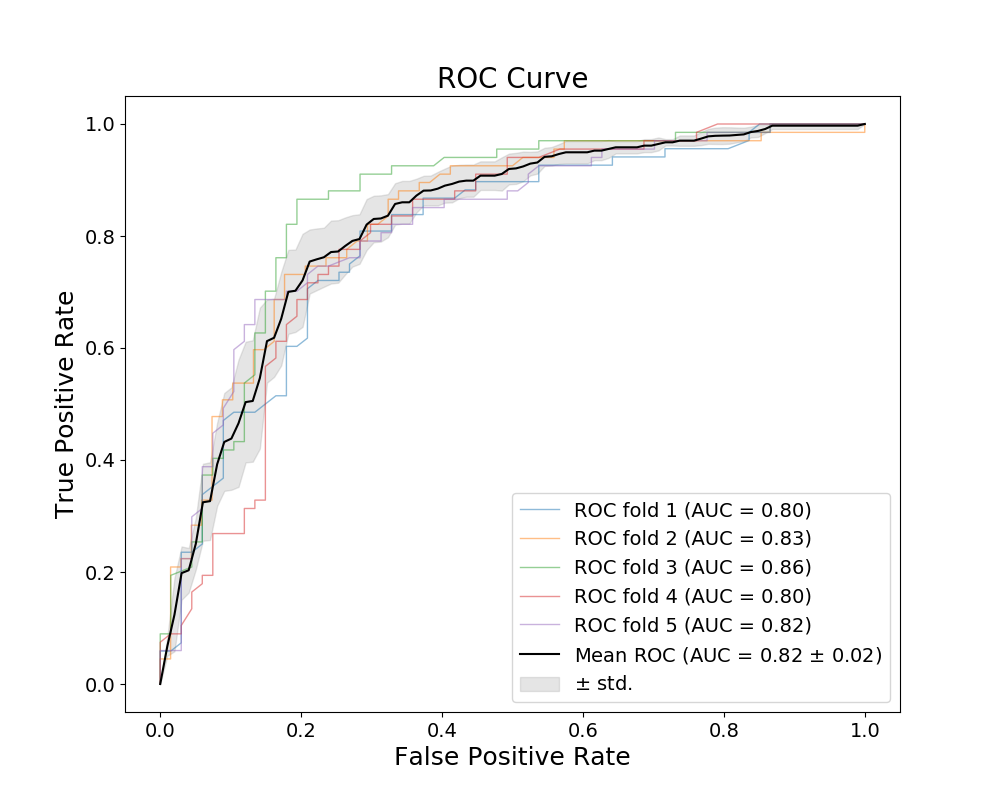 ROC Curve
1.0
0.8
0.6
0.4
0.2
0.0
True Positive Rate
ROC fold 1 (AUC = 0.80)
ROC fold 2 (AUC = 0.83)
ROC fold 3 (AUC = 0.86)
ROC fold 4 (AUC = 0.80)
ROC fold 5 (AUC = 0.82)
Mean ROC (AUC = 0.82 ± 0.02)
± std.
0.0 0.2 0.4 0.6 0.8 1.0
False Positive Rate